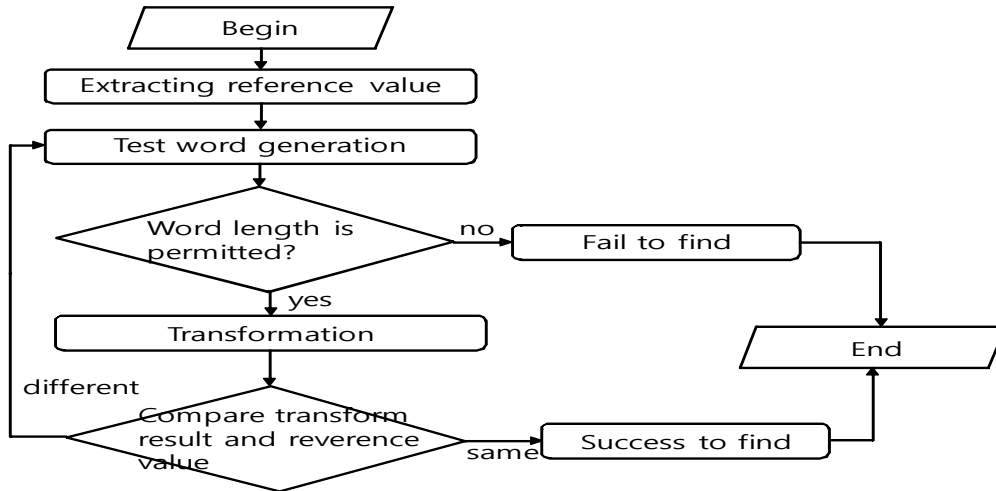 Begin
Extracting reference value
Test word generation
Word length is
permitted?
no
Fail to find
yes
Transformation
End
different
Compare transform
result and reverence
value
same
Success to find